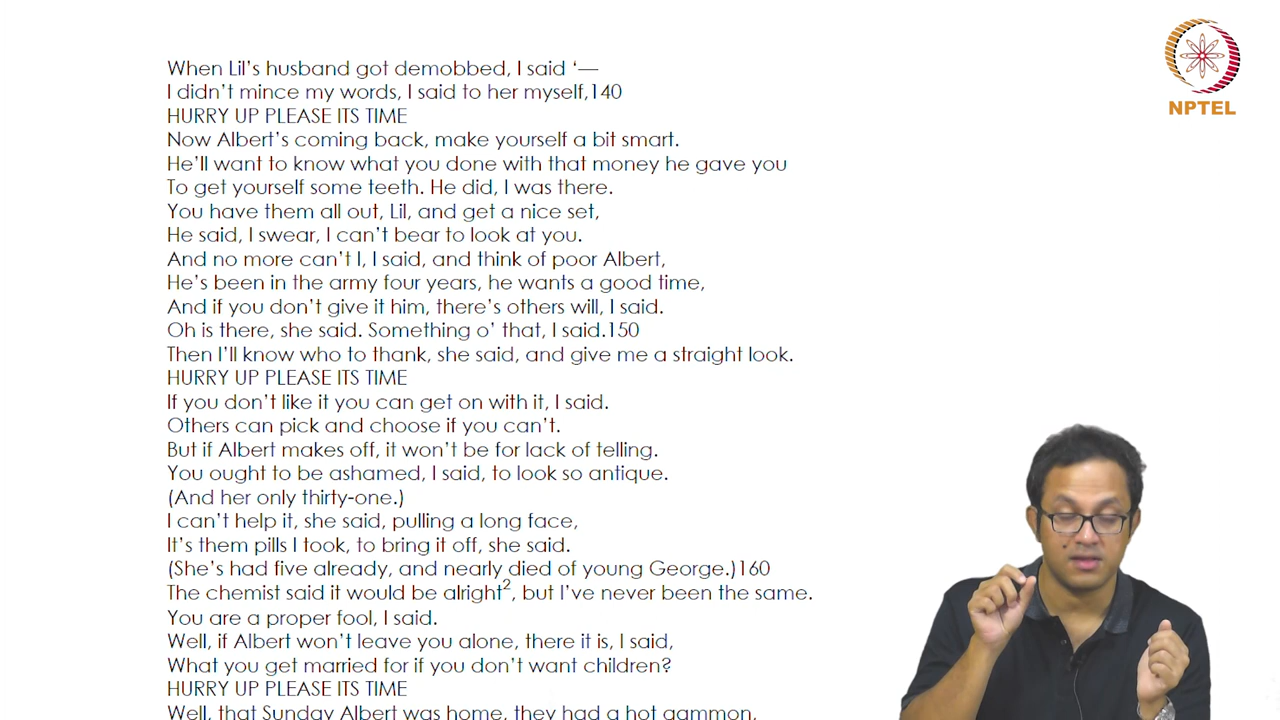 When Lil's husband got demobbed, I said '—
I didn't mince my words, I said to her myself,140
HURRY UP PLEASE ITS TIME
Now Albert's coming back, make yourself a bit smart.
He'll want to know what you done with that money he gave you
To get yourself some teeth. He did, I was there.
You have them all out, Lil, and get a nice set,
He said, I swear, I can't bear to look at you.
And no more can't I, I said, and think of poor Albert,
He's been in the army four years, he wants a good time,
And if you don't give it him, there's others will, I said.
Oh is there, she said. Something o' that, I said.150
Then I'll know who to thank, she said, and give me a straight look.
HURRY UP PLEASE ITS TIME
If you don't like it you can get on with it, I said.
Others can pick and choose if you can't.
But if Albert makes off, it won't be for lack of telling.
You ought to be ashamed, I said, to look so antique.
(And her only thirty-one.)
I can't help it, she said, pulling a long face,
It's them pills I took, to bring it off, she said.
(She's had five already, and nearly died of young George.)160
The chemist said it would be alright², but I've never been the same.
You are a proper fool, I said.
Well, if Albert won't leave you alone, there it is, I said,
What you get married for if you don't want children?
HURRY UP PLEASE ITS TIME
Well, that Sunday Albert was home, they had a hot gammon,
NPTEL